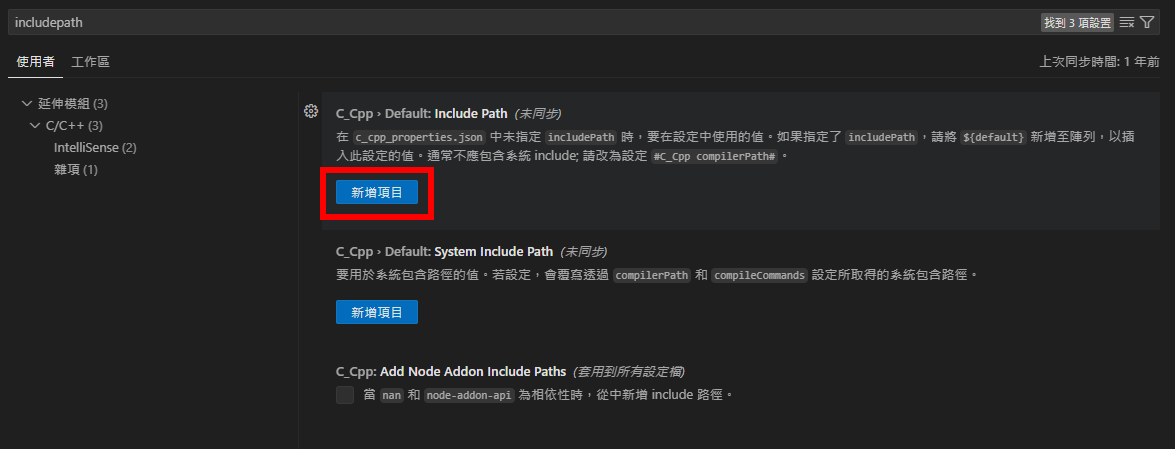 includepath
找到 3 項設置
使用者 工作區
上次同步時間: 1 年前
延伸模組 (3)
C/C++ (3)
IntelliSense (2)
雜項 (1)
C_Cpp › Default: Include Path (未同步)
在 c_cpp_properties.json 中未指定 includePath 時，要在設定中使用的值。如果指定了 includePath，請將 ${default} 新增至陣列，以插
入此設定的值。通常不應包含系統 include; 請改為設定 #C_Cpp compilerPath#。
新增項目
C_Cpp › Default: System Include Path (未同步)
要用於系統包含路徑的值。若設定，會覆寫透過 compilerPath 和 compileCommands 設定所取得的系統包含路徑。
新增項目
C_Cpp: Add Node Addon Include Paths (套用到所有設定檔)
當 nan 和 node-addon-api 為相依性時，從中新增 include 路徑。